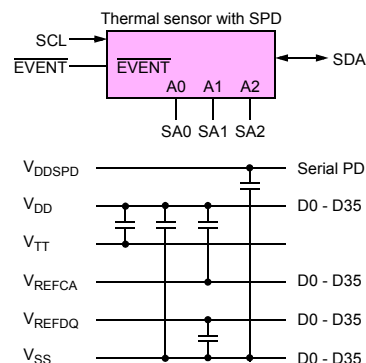 Thermal sensor with SPD
SCL
EVENT
EVENT
SDA
A0 A1 A2
SA0 SA1 SA2
VDDSPD Serial PD
VDD D0 - D35
VTT
VREFCA D0 - D35
VREFDQ D0 - D35
VSS D0 - D35